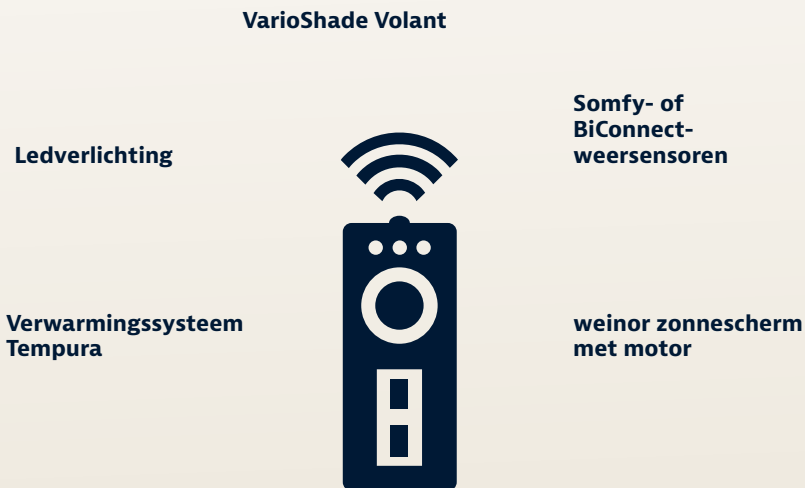 VarioShade Volant
Somfy- of
BiConnect-
weersensoren
Ledverlichting
Verwarmingssysteem
Tempura
weinor zonnescherm
met motor